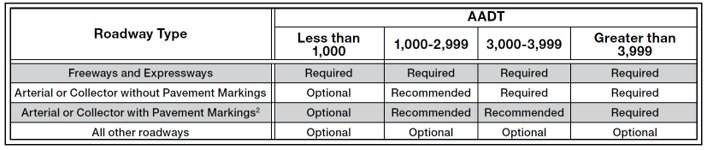 Roadway Type
AADT
Less than
1,000
1,000-2,999
3,000-3,999
Greater than
3,999
Freeways and Expressways Required Required Required Required
Arterial or Collector without Pavement Markings Optional Recommended Required Required
Arterial or Collector with Pavement Markings² Optional Recommended Recommended Required
All other roadways Optional Optional Optional Optional